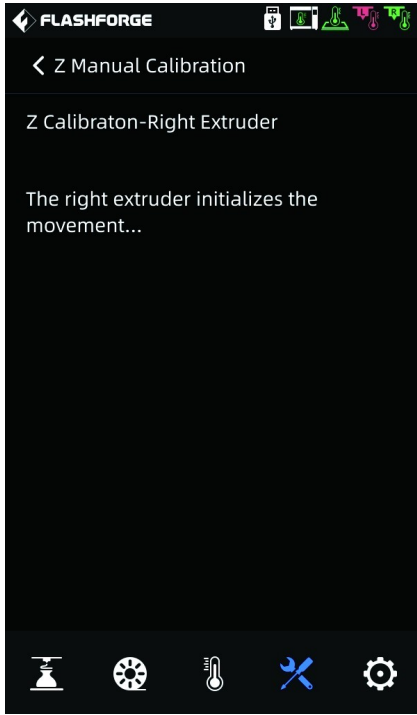 FLASHFORGE
L
R
Z Manual Calibration
Z Calibraton-Right Extruder
The right extruder initializes the
movement...